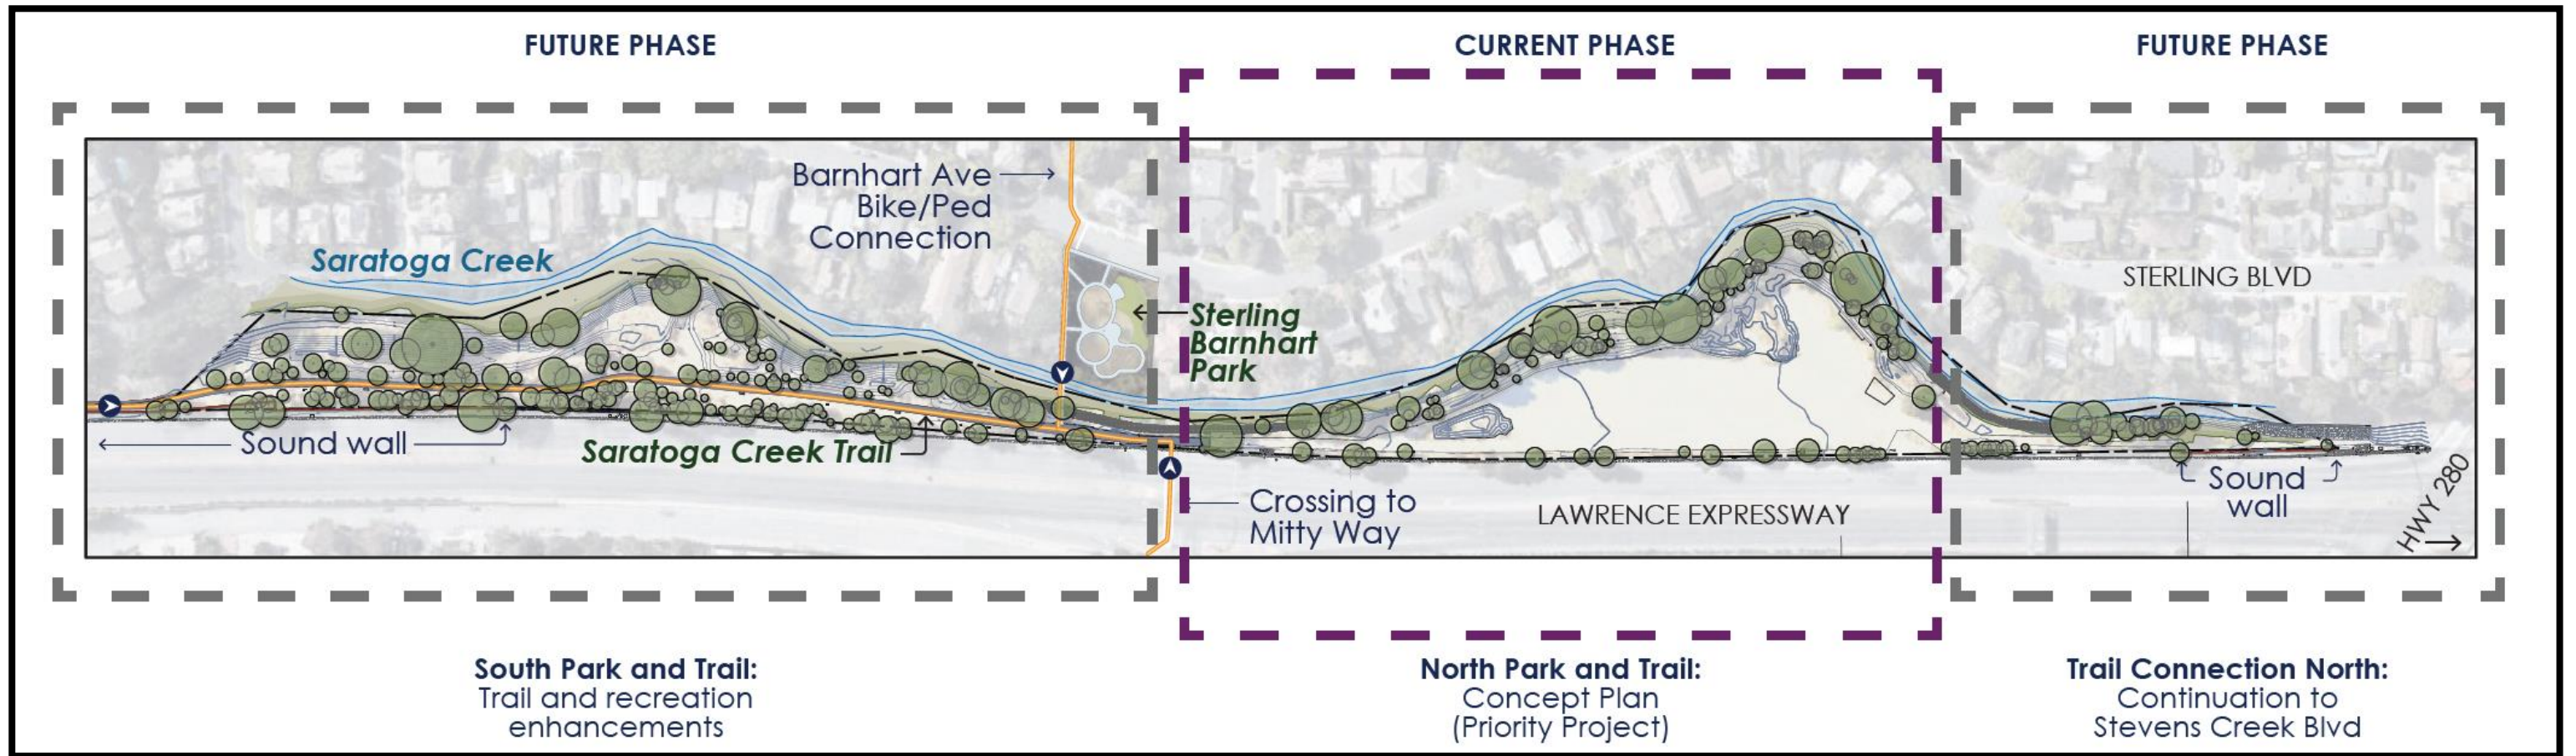 FUTURE PHASE
CURRENT PHASE
FUTURE PHASE
Barnhart Ave
Bike/Ped
Connection
Saratoga Creek
STERLING BLVD
Sterling
Barnhart
Park
Sound wall
Saratoga Creek Trail
Crossing to
Mitty Way
LAWRENCE EXPRESSWAY
Sound
wall
HWY 280
South Park and Trail:
Trail and recreation
enhancements
North Park and Trail:
Concept Plan
(Priority Project)
Trail Connection North:
Continuation to
Stevens Creek Blvd